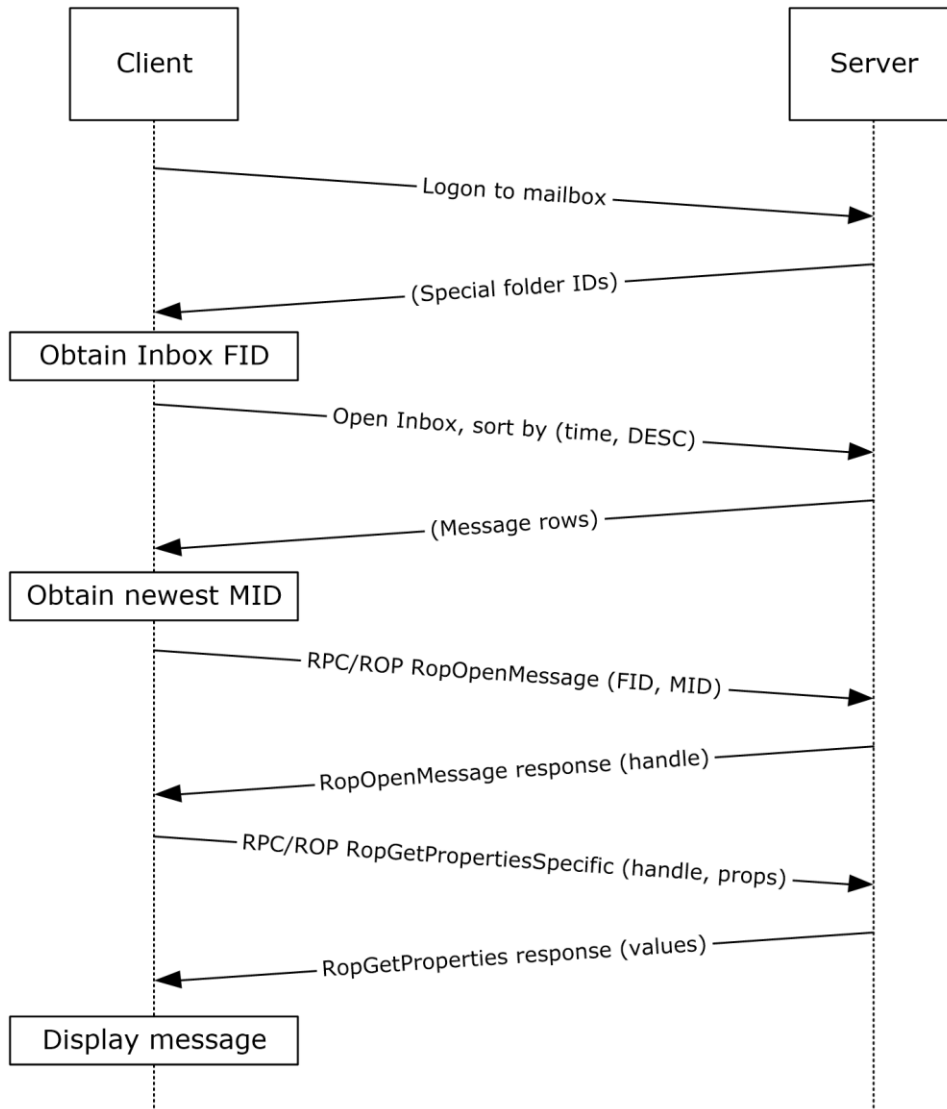 Client
Server
Logon to mailbox
(Special folder IDs)
Obtain Inbox FID
Open Inbox, sort by (time, DESC)
(Message rows)
Obtain newest MID
RPC/ROP RopOpenMessage (FID, MID)
RopOpenMessage response (handle)
RPC/ROP RopGetPropertiesSpecific (handle, props)
RopGetProperties response (values)
Display message